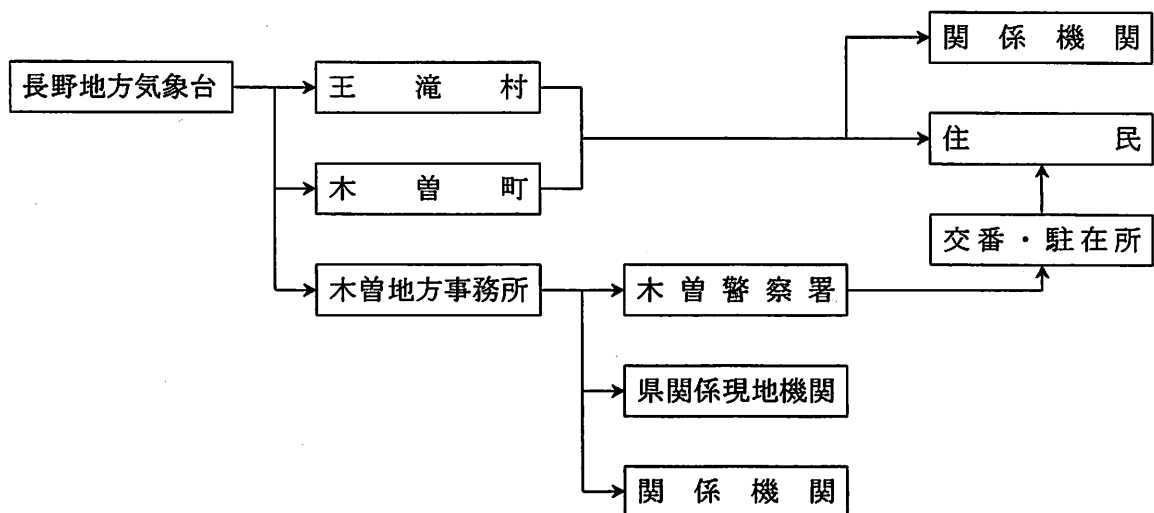 関係機関
長野地方気象台
王滝村
住民
木曽町
交番・駐在所
木曽地方事務所
木曽警察署
県関係現地機関
関係機関